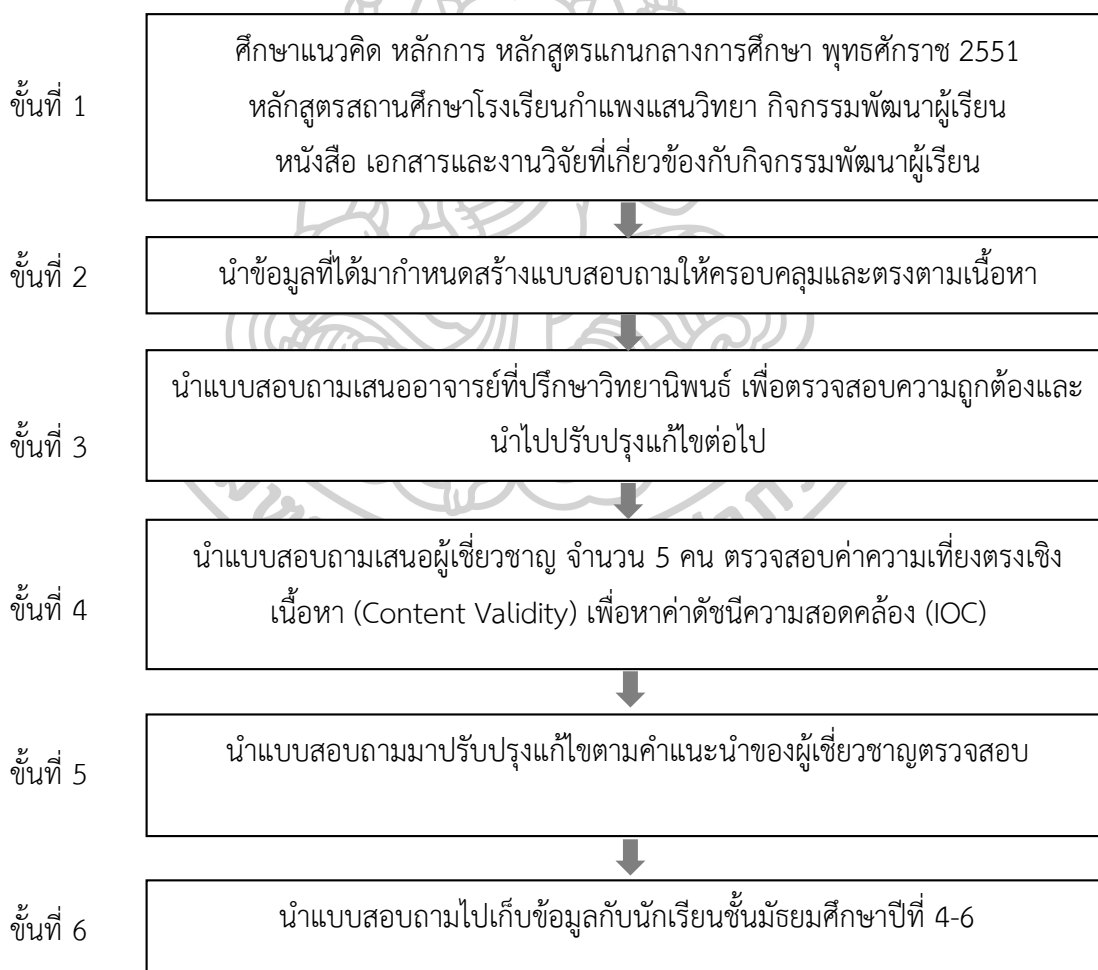 ขั้นที่ 1
ศึกษาแนวคิด หลักการ หลักสูตรแกนกลางการศึกษา พุทธศักราช 2551
หลักสูตรสถานศึกษาโรงเรียนกำแพงแสนวิทยา กิจกรรมพัฒนาผู้เรียน
หนังสือ เอกสารและงานวิจัยที่เกี่ยวข้องกับกิจกรรมพัฒนาผู้เรียน
ขั้นที่ 2
นำข้อมูลที่ได้มากำหนดสร้างแบบสอบถามให้ครอบคลุมและตรงตามเนื้อหา
ขั้นที่ 3
นำแบบสอบถามเสนออาจารย์ที่ปรึกษาวิทยานิพนธ์ เพื่อตรวจสอบความถูกต้องและ
นำไปปรับปรุงแก้ไขต่อไป
ขั้นที่ 4
นำแบบสอบถามเสนอผู้เชี่ยวชาญ จำนวน 5 คน ตรวจสอบค่าความเที่ยงตรงเชิง
เนื้อหา (Content Validity) เพื่อหาค่าดัชนีความสอดคล้อง (IOC)
ขั้นที่ 5
นำแบบสอบถามมาปรับปรุงแก้ไขตามคำแนะนำของผู้เชี่ยวชาญตรวจสอบ
ขั้นที่ 6
นำแบบสอบถามไปเก็บข้อมูลกับนักเรียนชั้นมัธยมศึกษาปีที่ 4-6